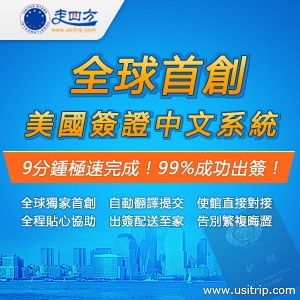 走四方
www.usitrip.com
全球首創
美國簽證中文系統
9分鍾極速完成！99%成功出簽！
全球獨家首創 自動翻譯提交 使館直接對接
全程貼心協助 出簽配送至家 告別繁複晦澀
www.usitrip.com